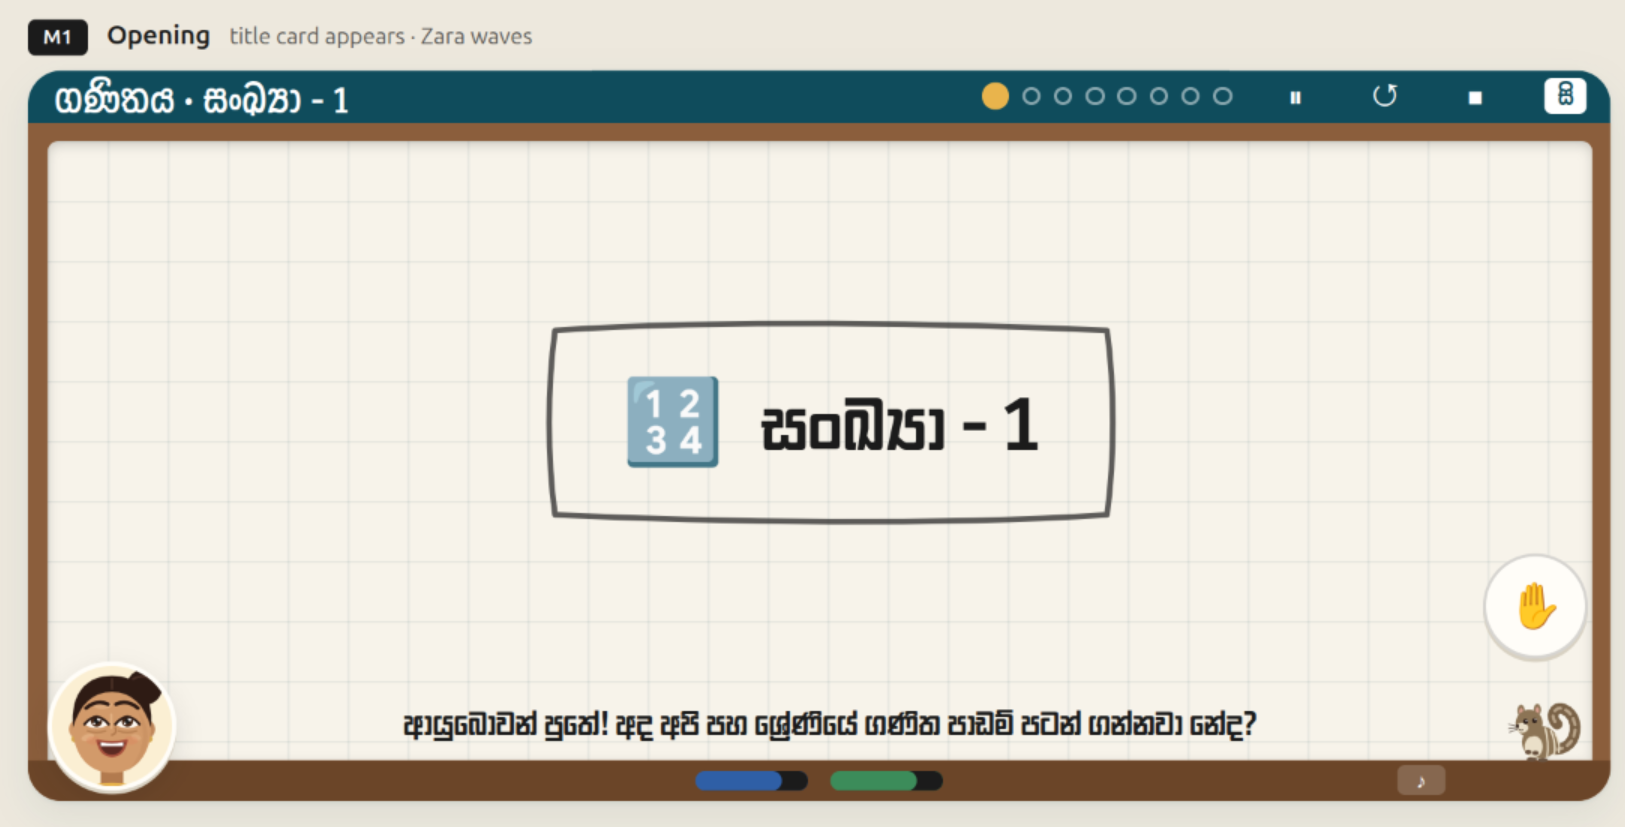 M1 Opening title card appears · Zara waves
ගණිතය · සංඛ්‍යා - 1
සි
1 2
3 4
සංඛ්‍යා - 1
ආයුබෝවන් පුතේ! අද අපි පහ ශ්‍රේණියේ ගණිත පාඩම් පටන් ගන්නවා නේද?